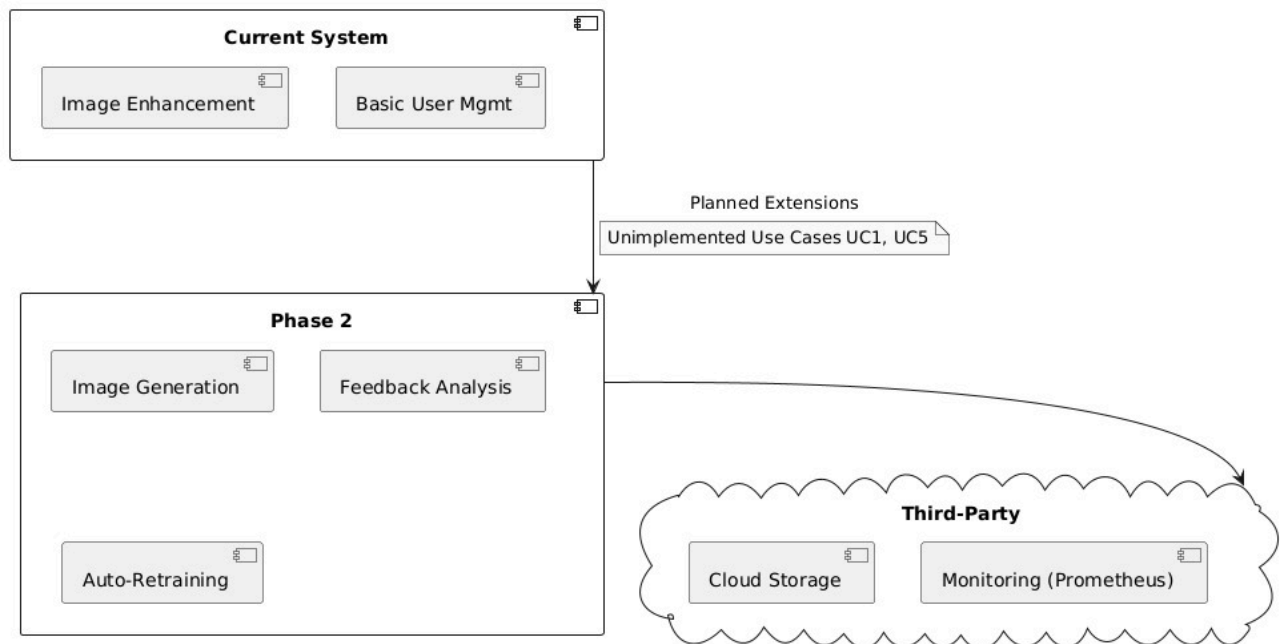 Current System
Image Enhancement
Basic User Mgmt
Planned Extensions
Unimplemented Use Cases UC1, UC5
Phase 2
Image Generation
Feedback Analysis
Third-Party
Auto-Retraining
Cloud Storage
Monitoring (Prometheus)